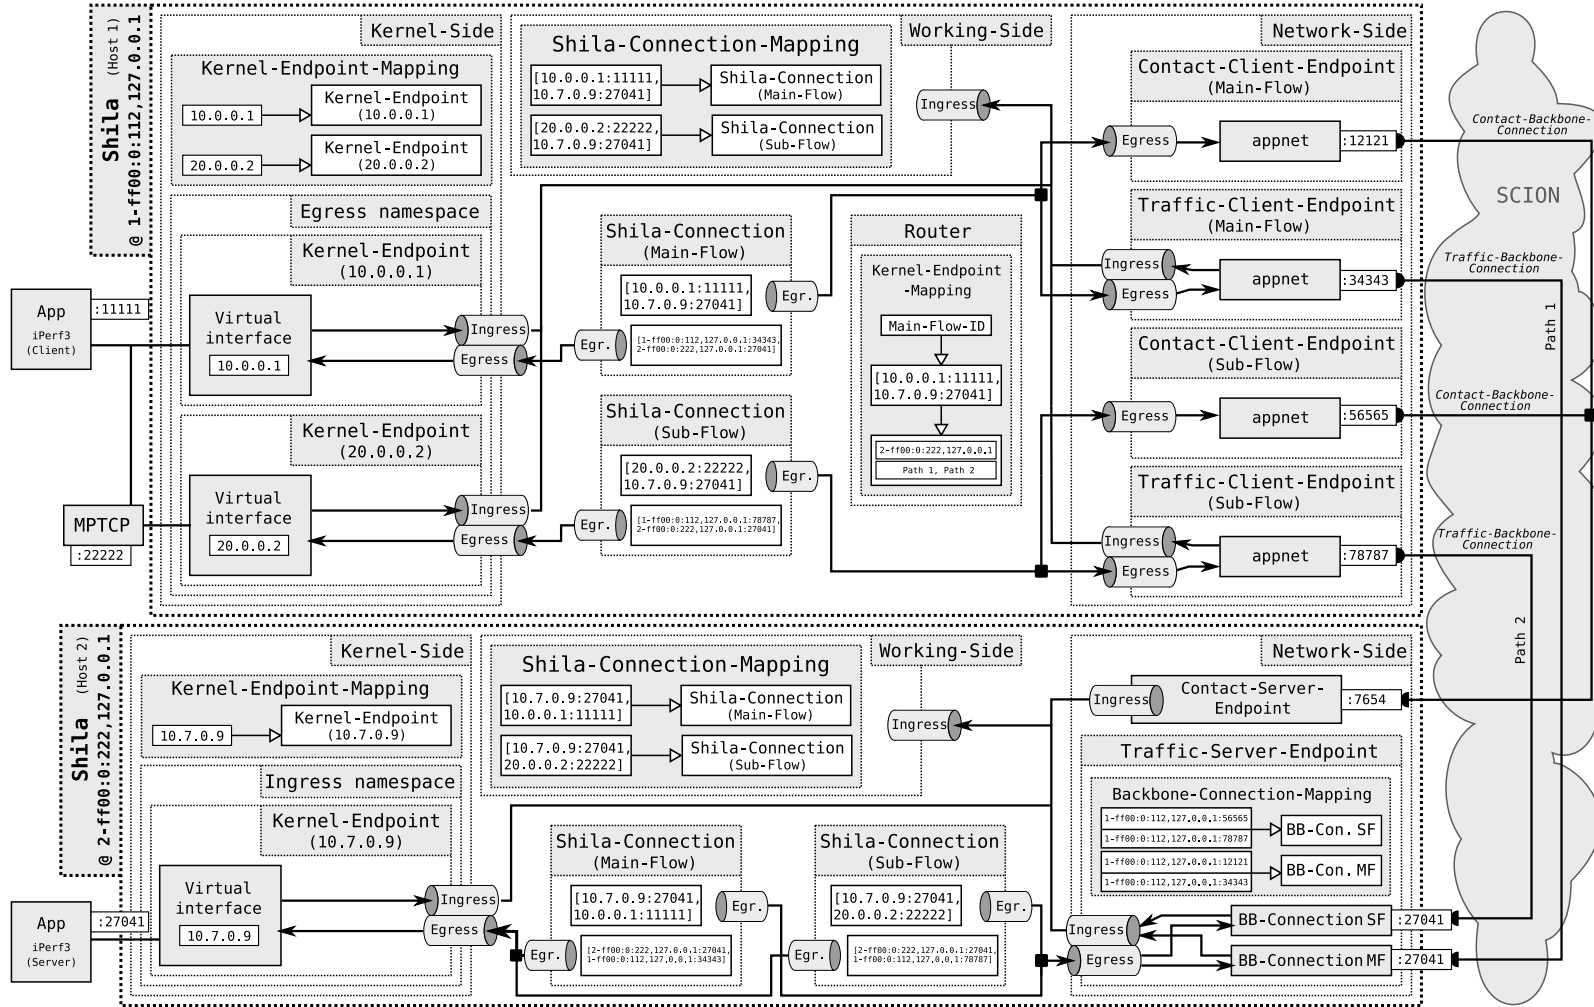 Shila (Host 1)
@ 1-ff00:0:112,127.0.0.1
Kernel-Side
Kernel-Endpoint-Mapping
10.0.0.1
Kernel-Endpoint
(10.0.0.1)
20.0.0.2
Kernel-Endpoint
(20.0.0.2)
Egress namespace
Kernel-Endpoint
(10.0.0.1)
Virtual
interface
10.0.0.1
Ingress
Egress
Kernel-Endpoint
(20.0.0.2)
Virtual
interface
20.0.0.2
Ingress
Egress
App
iPerf3
(Client)
:11111
MPTCP
:22222
Working-Side
Shila-Connection-Mapping
[10.0.0.1:11111,
10.7.0.9:27041]
Shila-Connection
(Main-Flow)
[20.0.0.2:22222,
10.7.0.9:27041]
Shila-Connection
(Sub-Flow)
Ingress
Shila-Connection
(Main-Flow)
[10.0.0.1:11111,
10.7.0.9:27041]
Egr.
Egr.
[1-ff00:0:112,127.0.0.1:34343,
2-ff00:0:222,127.0.0.1:27041]
Shila-Connection
(Sub-Flow)
[20.0.0.2:22222,
10.7.0.9:27041]
Egr.
Egr.
[1-ff00:0:112,127.0.0.1:78787,
2-ff00:0:222,127.0.0.1:27041]
Router
Kernel-Endpoint
-Mapping
Main-Flow-ID
[10.0.0.1:11111,
10.7.0.9:27041]
2-ff00:0:222,127.0.0.1
Path 1, Path 2
Network-Side
Contact-Client-Endpoint
(Main-Flow)
Egress
appnet
:12121
Traffic-Client-Endpoint
(Main-Flow)
Ingress
Egress
appnet
:34343
Contact-Client-Endpoint
(Sub-Flow)
Egress
appnet
:56565
Traffic-Client-Endpoint
(Sub-Flow)
Ingress
Egress
appnet
:78787
Contact-Backbone-
Connection
SCION
Traffic-Backbone-
Connection
Path 1
Contact-Backbone-
Connection
Traffic-Backbone-
Connection
Path 2
Shila (Host 2)
@ 2-ff00:0:222,127.0.0.1
Kernel-Side
Kernel-Endpoint-Mapping
10.7.0.9
Kernel-Endpoint
(10.7.0.9)
Ingress namespace
Kernel-Endpoint
(10.7.0.9)
Virtual
interface
10.7.0.9
Ingress
Egress
App
iPerf3
(Server)
:27041
Working-Side
Shila-Connection-Mapping
[10.7.0.9:27041,
10.0.0.1:11111]
Shila-Connection
(Main-Flow)
[10.7.0.9:27041,
20.0.0.2:22222]
Shila-Connection
(Sub-Flow)
Ingress
Shila-Connection
(Main-Flow)
[10.7.0.9:27041,
10.0.0.1:11111]
Egr.
Egr.
[2-ff00:0:222,127.0.0.1:27041,
1-ff00:0:112,127.0.0.1:34343]
Shila-Connection
(Sub-Flow)
[10.7.0.9:27041,
20.0.0.2:22222]
Egr.
Egr.
[2-ff00:0:222,127.0.0.1:27041,
1-ff00:0:112,127.0.0.1:78787]
Network-Side
Ingress
Contact-Server-
Endpoint
:7654
Traffic-Server-Endpoint
Backbone-Connection-Mapping
1-ff00:0:112,127.0.0.1:56565
1-ff00:0:112,127.0.0.1:78787
BB-Con. SF
1-ff00:0:112,127.0.0.1:12121
1-ff00:0:112,127.0.0.1:34343
BB-Con. MF
Ingress
Egress
BB-Connection SF
:27041
BB-Connection MF
:27041